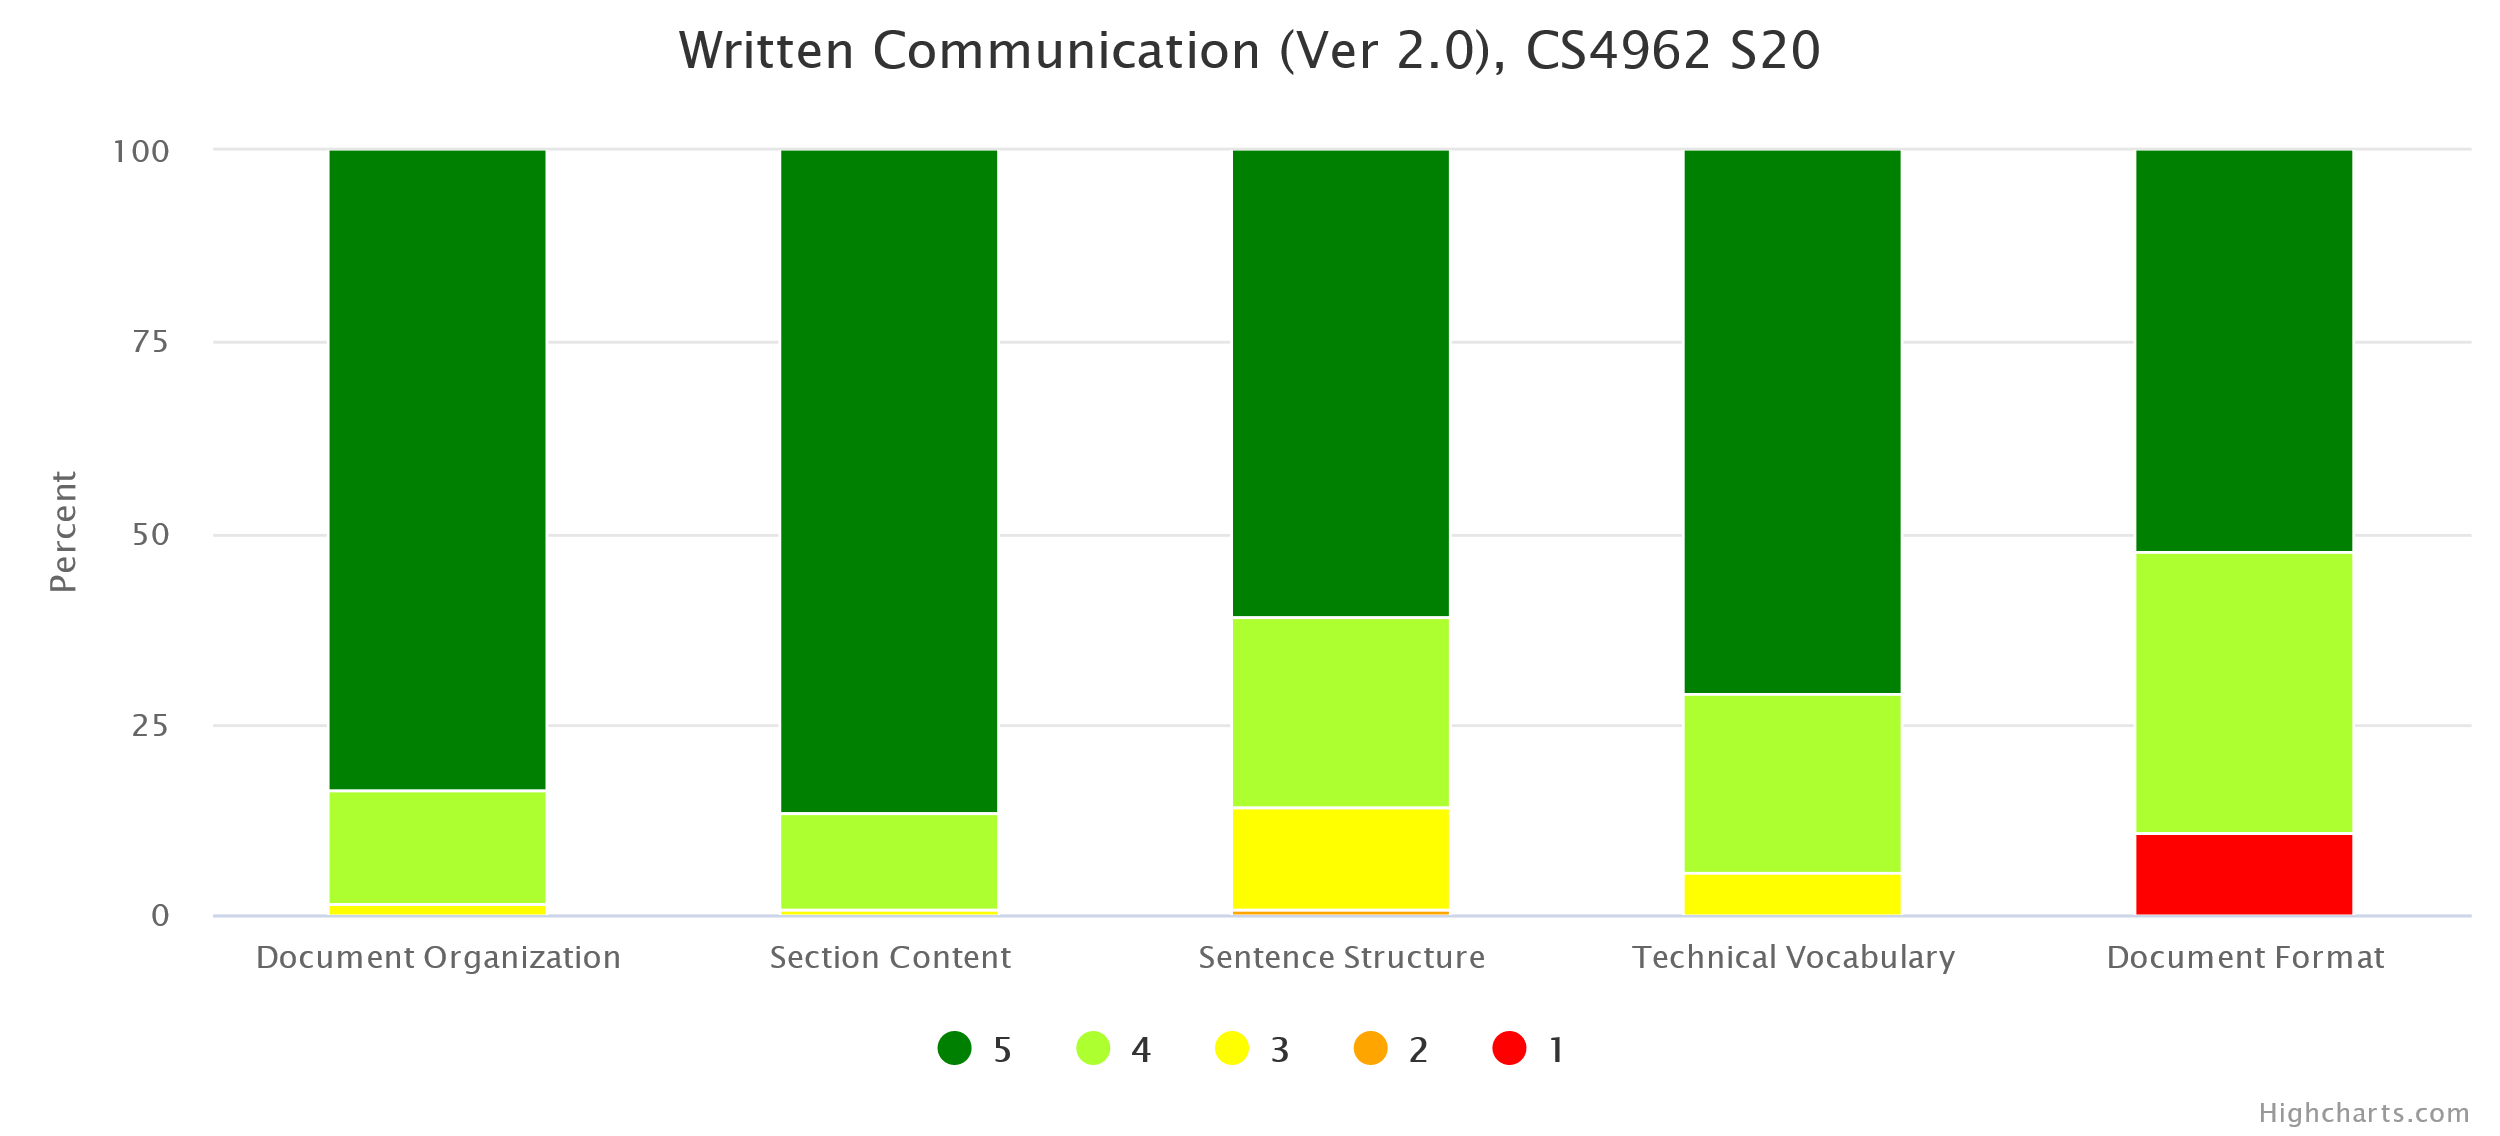 Written Communication (Ver 2.0), CS4962 S20
Percent
100
75
50
25
0
Document Organization
Section Content
Sentence Structure
Technical Vocabulary
Document Format
5
4
3
2
1
Highcharts.com